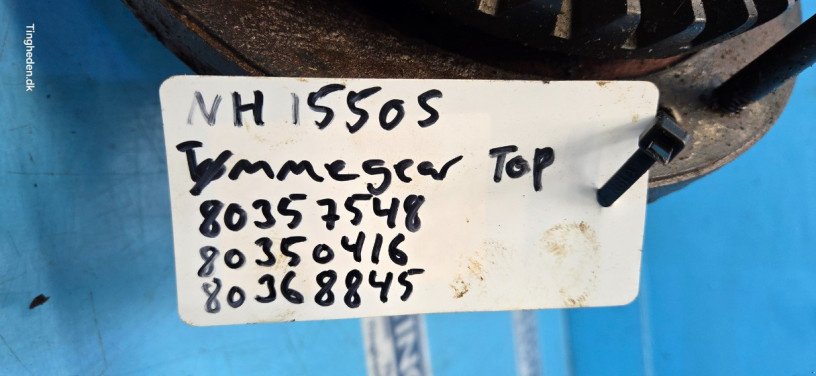 Tingheden.dk
NH 1550S
Tømmegear Top
80357548
80350416
80368845